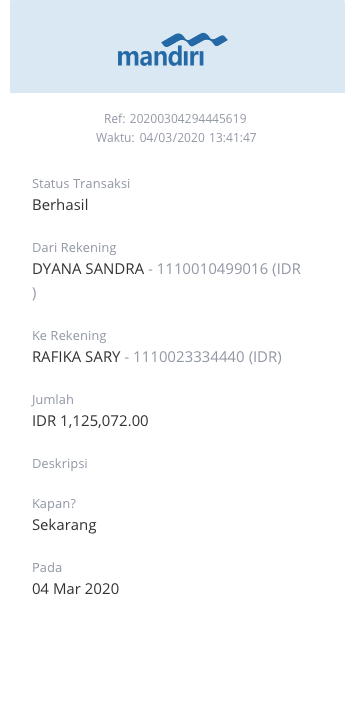 mandiri
Ref: 20200304294445619
Waktu: 04/03/2020 13:41:47
Status Transaksi
Berhasil
Dari Rekening
DYANA SANDRA - 1110010499016 (IDR
)
Ke Rekening
RAFIKA SARY - 1110023334440 (IDR)
Jumlah
IDR 1,125,072.00
Deskripsi
Kapan?
Sekarang
Pada
04 Mar 2020